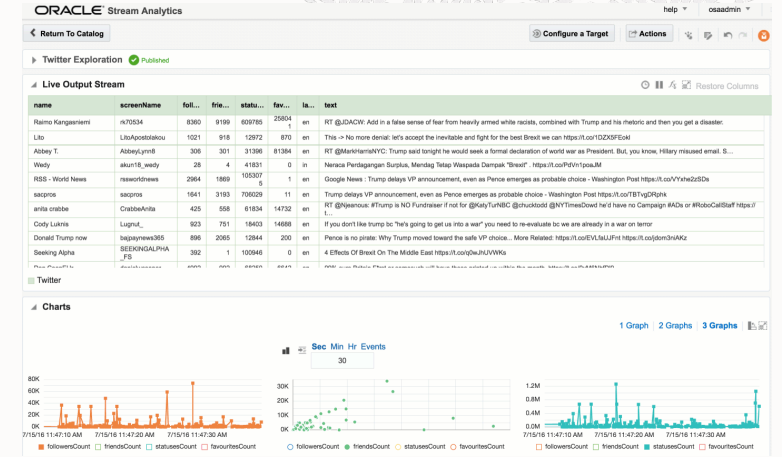 ORACLE® Stream Analytics help osaadmin
Return To Catalog Configure a Target Actions
Twitter Exploration Published
Live Output Stream Restore Columns
name screenName foll... frie... statu... fav... la... text
Raimo Kangasniemi rk70534 8360 9199 609785 258041 en RT @JDACW: Add in a false sense of fear from heavily armed white racists, combined with Trump and his rhetoric and then you get a disaster.
Lito LitoApostolakou 1021 918 12972 870 en This -> No more denial: let's accept the inevitable and fight for the best Brexit we can https://t.co/1DZX5FEokl
Abbey T. AbbeyLynn8 308 301 31396 81384 en RT @MarkHarrisNYC: Trump said tonight he would seek a formal declaration of world war as President. But, you know, Hillary misused email. S...
Wedy akun18_wedy 28 4 41831 0 in Neraca Perdagangan Surplus, Mendag Tetap Waspada Dampak "Brexit" . https://t.co/PdVn1poaJM
RSS - World News rssworldnews 2964 1869 1053075 1 en Google News : Trump delays VP announcement, even as Pence emerges as probable choice - Washington Post https://t.co/VYxhe2zSDs
sacpros sacpros 1641 3193 706029 11 en Trump delays VP announcement, even as Pence emerges as probable choice - Washington Post https://t.co/TBTvgDRphk
anita crabbe CrabbeAnita 425 558 61834 14732 en RT @Njeanous: #Trump is NO Fundraiser if not for @KatyTurNBC @chucktodd @NYTimesDowd he'd have no Campaign #ADs or #RoboCallStaff https://t...
Cody Luknis Lugnut_ 923 751 18403 14688 en If you don't like trump bc "he's going to get us into a war" you need to re-evaluate bc we are already in a war on terror
Donald Trump now bajpaynews365 896 2065 12844 200 en Pence is no pirate: Why Trump moved toward the safe VP choice... More Related: https://t.co/EVLfaUJFnt https://t.co/jdom3niAKz
Seeking Alpha SEEKINGALPHA_FS 392 1 100946 0 en 4 Effects Of Brexit On The Middle East https://t.co/q0wJhUVWKs
Twitter
Charts
1 Graph 2 Graphs 3 Graphs
Sec Min Hr Events
30
80K
60K
40K
20K
0K
7/15/16 11:47:10 AM 7/15/16 11:47:20 AM 7/15/16 11:47:30 AM
followersCount friendsCount statusesCount favouritesCount
30K
20K
10K
0K
followersCount friendsCount statusesCount favouritesCount
1.2M
0.8M
0.4M
0.0M
7/15/16 11:47:10 AM 7/15/16 11:47:20 AM 7/15/16 11:47:30 AM
followersCount friendsCount statusesCount favouritesCount